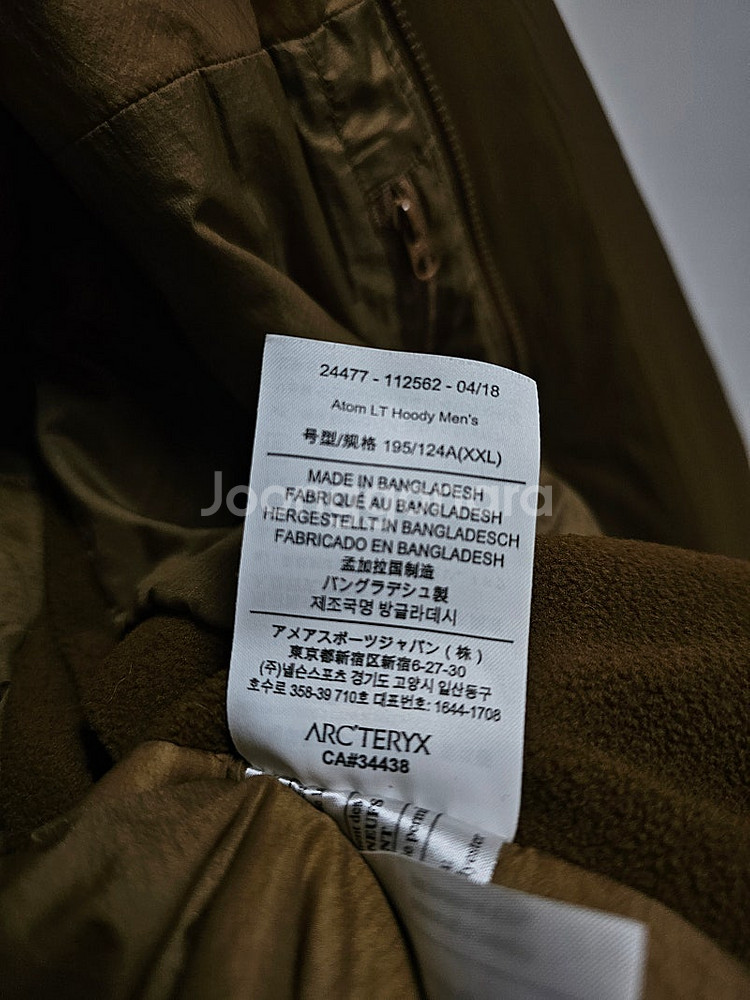 24477 - 112562 - 04/18
Atom LT Hoody Men's
号型/规格 195/124A(XXL)
MADE IN BANGLADESH
FABRIQUÉ AU BANGLADESH
HERGESTELLT IN BANGLADESCH
FABRICADO EN BANGLADESH
孟加拉国制造
バングラデシュ製
제조국명 방글라데시
アメアスポーツジャパン(株)
東京都新宿区新宿6-27-30
(주)넬슨스포츠 경기도 고양시 일산동구
호수로 358-39 710호 대표번호: 1644-1708
ARC'TERYX
CA#34438